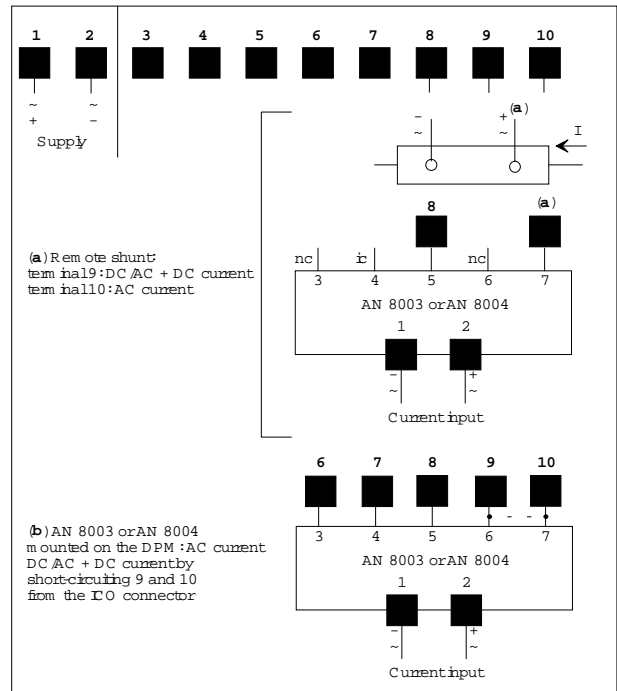 1 2 3 4 5 6 7 8 9 10
~ ~
+ -
Supply
- + (a)
~ ~
I
8 (a)
(a) Remote shunt:
terminal 9: DC/AC + DC current
terminal 10: AC current
nc ic nc
3 4 5 6 7
AN 8003 or AN 8004
1 2
- +
~ ~
Current input
6 7 8 9 10
(b) AN 8003 or AN 8004
mounted on the DPM: AC current
DC/AC + DC current by
short-circuiting 9 and 10
from the ICO connector
3 4 5 6 7
AN 8003 or AN 8004
1 2
- +
~ ~
Current input